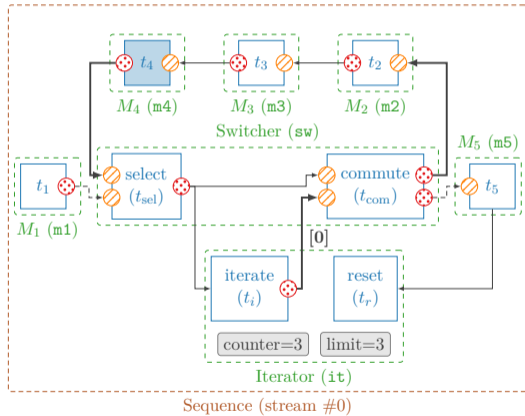 t4
t3
t2
M4 (m4)
M3 (m3)
M2 (m2)
Switcher (sw)
M5 (m5)
t1
select
(tsel)
commute
(tcom)
t5
M1 (m1)
[0]
iterate
(ti)
reset
(tr)
counter=3
limit=3
Iterator (it)
Sequence (stream #0)